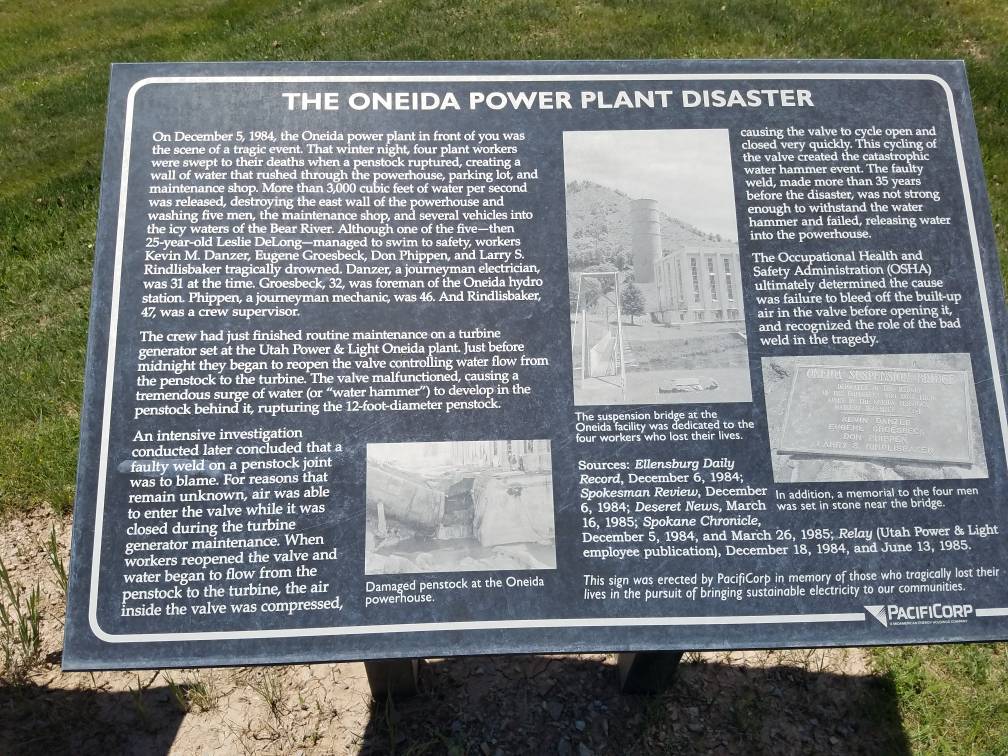 THE ONEIDA POWER PLANT DISASTER
On December 5, 1984, the Oneida power plant in front of you was
the scene of a tragic event. That winter night, four plant workers
were swept to their deaths when a penstock ruptured, creating a
wall of water that rushed through the powerhouse, parking lot, and
maintenance shop. More than 3,000 cubic feet of water per second
was released, destroying the east wall of the powerhouse and
washing five men, the maintenance shop, and several vehicles into
the icy waters of the Bear River. Although one of the five—then
25-year-old Leslie DeLong—managed to swim to safety, workers
Kevin M. Danzer, Eugene Groesbeck, Don Phippen, and Larry S.
Rindlisbaker tragically drowned. Danzer, a journeyman electrician,
was 31 at the time. Groesbeck, 32, was foreman of the Oneida hydro
station. Phippen, a journeyman mechanic, was 46. And Rindlisbaker,
47, was a crew supervisor.
The crew had just finished routine maintenance on a turbine
generator set at the Utah Power & Light Oneida plant. Just before
midnight they began to reopen the valve controlling water flow from
the penstock to the turbine. The valve malfunctioned, causing a
tremendous surge of water (or “water hammer”) to develop in the
penstock behind it, rupturing the 12-foot-diameter penstock.
An intensive investigation
conducted later concluded that a
faulty weld on a penstock joint
was to blame. For reasons that
remain unknown, air was able
to enter the valve while it was
closed during the turbine
generator maintenance. When
workers reopened the valve and
water began to flow from the
penstock to the turbine, the air
inside the valve was compressed,
Damaged penstock at the Oneida
powerhouse.
The suspension bridge at the
Oneida facility was dedicated to the
four workers who lost their lives.
causing the valve to cycle open and
closed very quickly. This cycling of
the valve created the catastrophic
water hammer event. The faulty
weld, made more than 35 years
before the disaster, was not strong
enough to withstand the water
hammer and failed, releasing water
into the powerhouse.
The Occupational Health and
Safety Administration (OSHA)
ultimately determined the cause
was failure to bleed off the built-up
air in the valve before opening it,
and recognized the role of the bad
weld in the tragedy.
ONEIDA SUSPENSION BRIDGE
KEVIN DANZER
EUGENE GROESBECK
DON PHIPPEN
LARRY S. RINDLISBAKER
In addition, a memorial to the four men
was set in stone near the bridge.
Sources: Ellensburg Daily
Record, December 6, 1984;
Spokesman Review, December
6, 1984; Deseret News, March
16, 1985; Spokane Chronicle,
December 5, 1984, and March 26, 1985; Relay (Utah Power & Light
employee publication), December 18, 1984, and June 13, 1985.
This sign was erected by PacifiCorp in memory of those who tragically lost their
lives in the pursuit of bringing sustainable electricity to our communities.
PACIFICORP
A MIDAMERICAN ENERGY HOLDINGS COMPANY